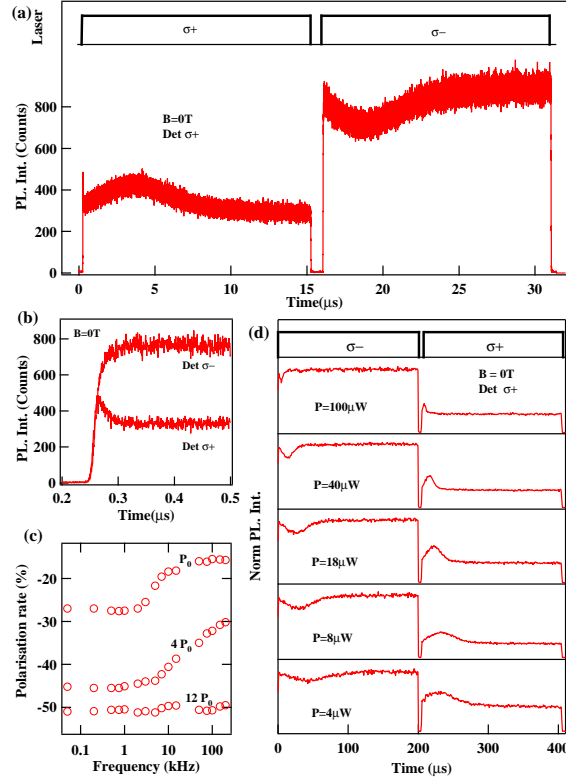 (a)
Laser
σ+
σ−
PL. Int. (Counts)
800
600
400
200
0
B=0T
Det σ+
0
5
10
15
20
25
30
Time(μs)
(b)
PL. Int. (Counts)
800
600
400
200
0
B=0T
Det σ−
Det σ+
0.2
0.3
0.4
0.5
Time(μs)
(c)
Polarisation rate (%)
-20
-30
-40
-50
P0
4 P0
12 P0
0.1
1
10
100
Frequency (kHz)
(d)
σ−
σ+
B = 0T
Det σ+
Norm PL. Int.
P=100μW
P=40μW
P=18μW
P=8μW
P=4μW
0
100
200
300
400
Time (μs)